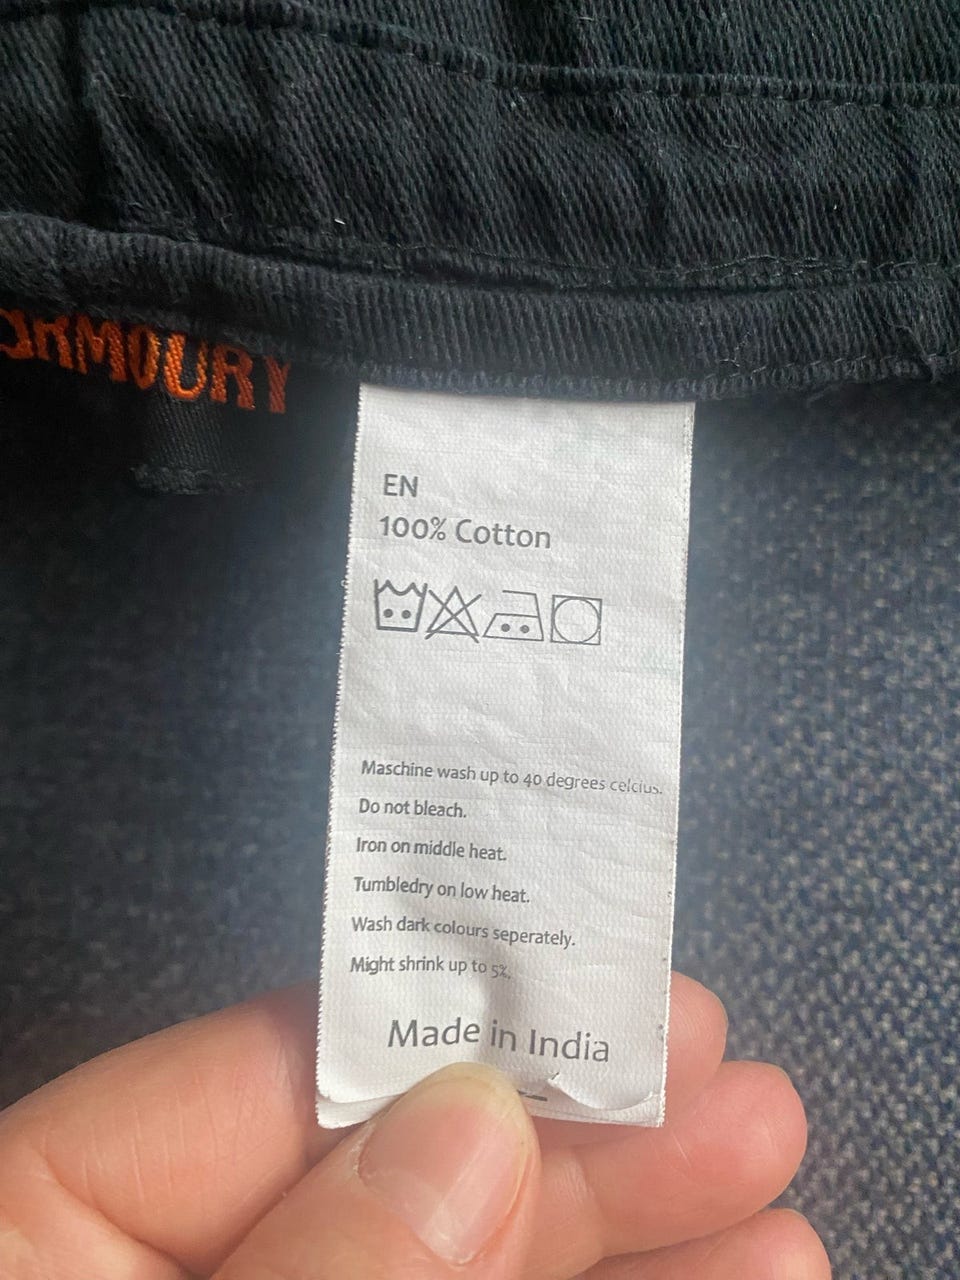 ARMOURY
EN
100% Cotton
Maschine wash up to 40 degrees celcius.
Do not bleach.
Iron on middle heat.
Tumbledry on low heat.
Wash dark colours seperately.
Might shrink up to 5%.
Made in India